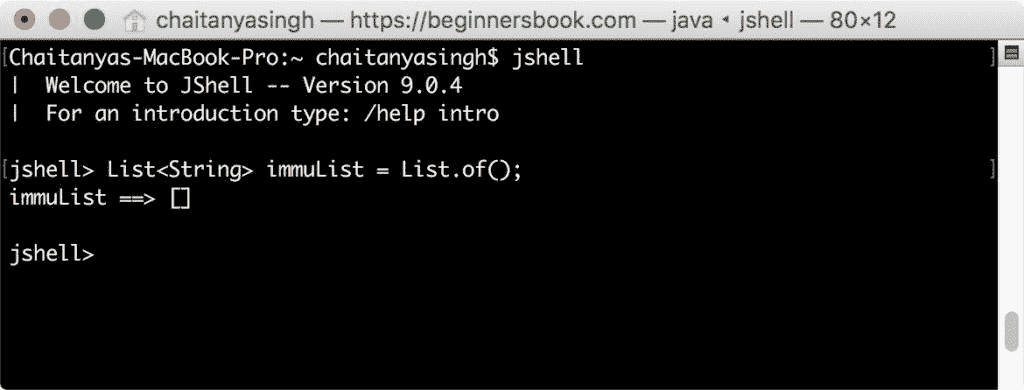 chaitanyasingh — https://beginnersbook.com — java ◂ jshell — 80×12
[Chaitanyas-MacBook-Pro:~ chaitanyasingh$ jshell ]
|  Welcome to JShell -- Version 9.0.4
|  For an introduction type: /help intro
[jshell> List<String> immuList = List.of(); ]
immuList ==> []
jshell>